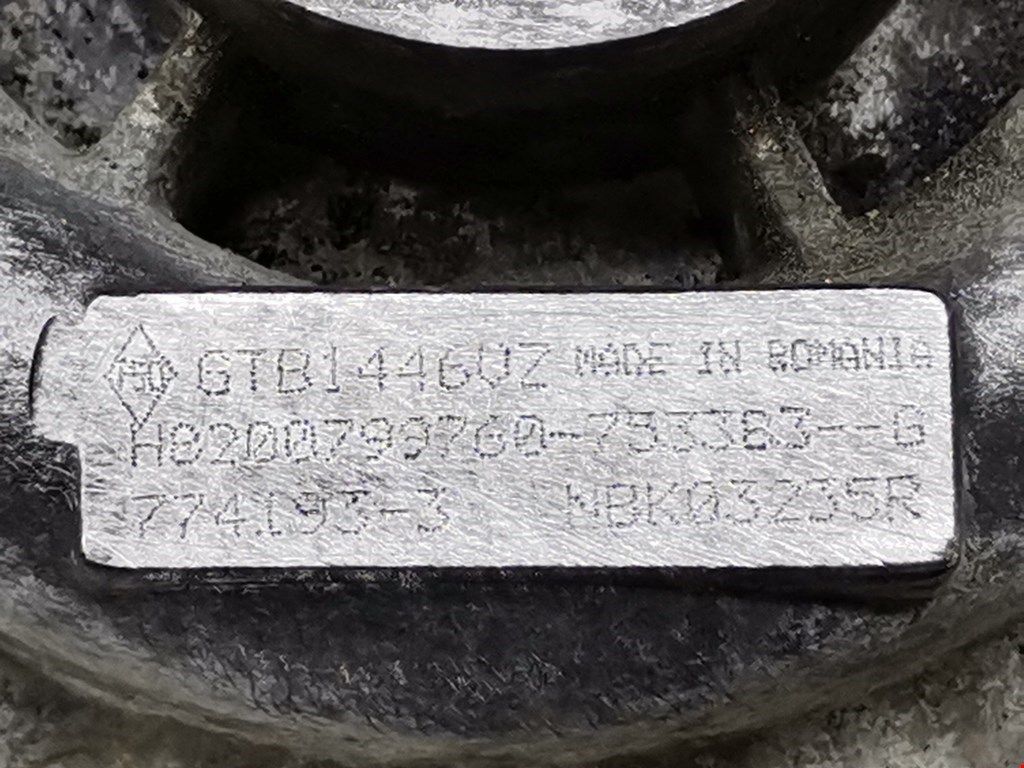 GTB1446VZ MADE IN ROMANIA
H8200799760-793383--G
774193-3 NBK03235R